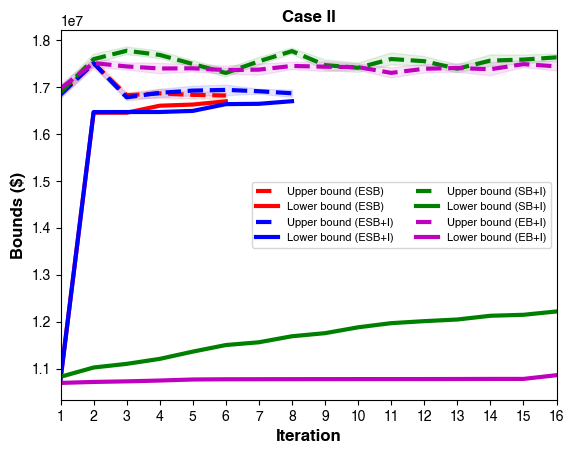 Case II
1e7
1.8
1.7
1.6
1.5
1.4
1.3
1.2
1.1
Bounds ($)
Upper bound (ESB)
Lower bound (ESB)
Upper bound (ESB+I)
Lower bound (ESB+I)
Upper bound (SB+I)
Lower bound (SB+I)
Upper bound (EB+I)
Lower bound (EB+I)
1 2 3 4 5 6 7 8 9 10 11 12 13 14 15 16
Iteration